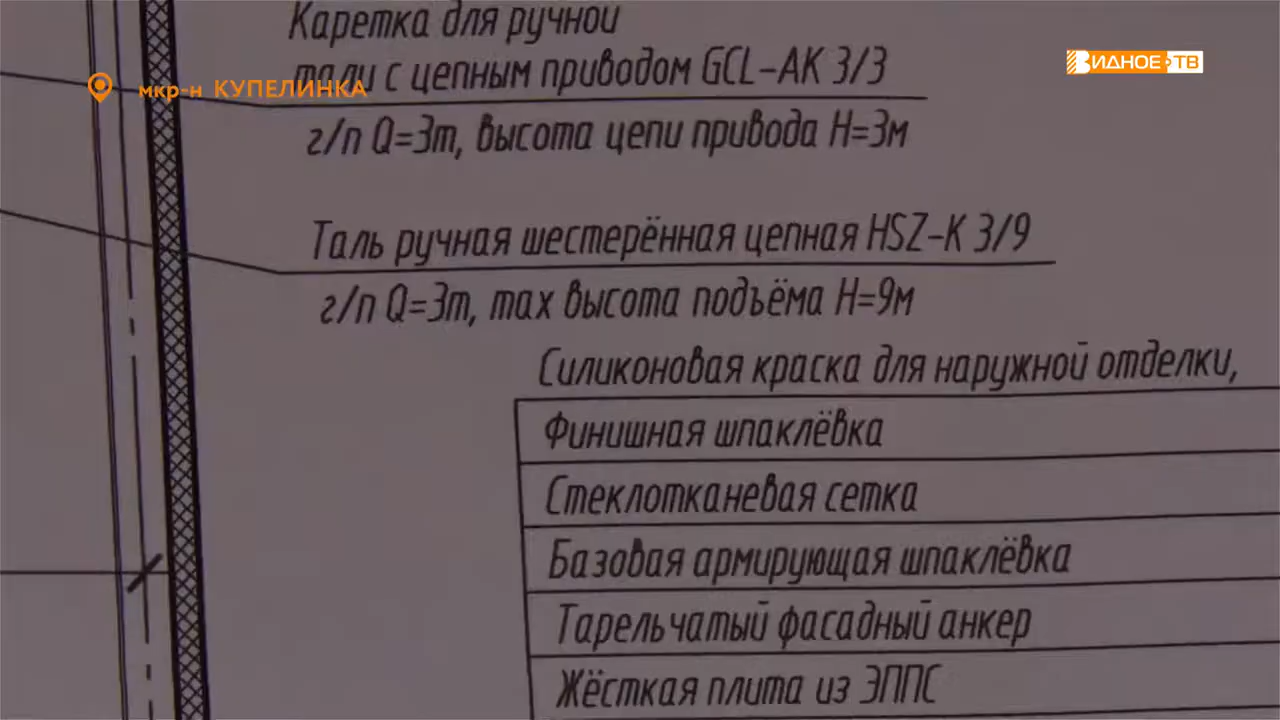 Каретка для ручной
тали с цепным приводом GCL-AK 3/3
г/п Q=3т, высота цепи привода H=3м
Таль ручная шестерённая цепная HSZ-K 3/9
г/п Q=3т, max высота подъёма H=9м
Силиконовая краска для наружной отделки,
Финишная шпаклёвка
Стеклотканевая сетка
Базовая армирующая шпаклёвка
Тарельчатый фасадный анкер
Жёсткая плита из ЭППС
мкр-н КУПЕЛИНКА
ВИДНОЕ ТВ